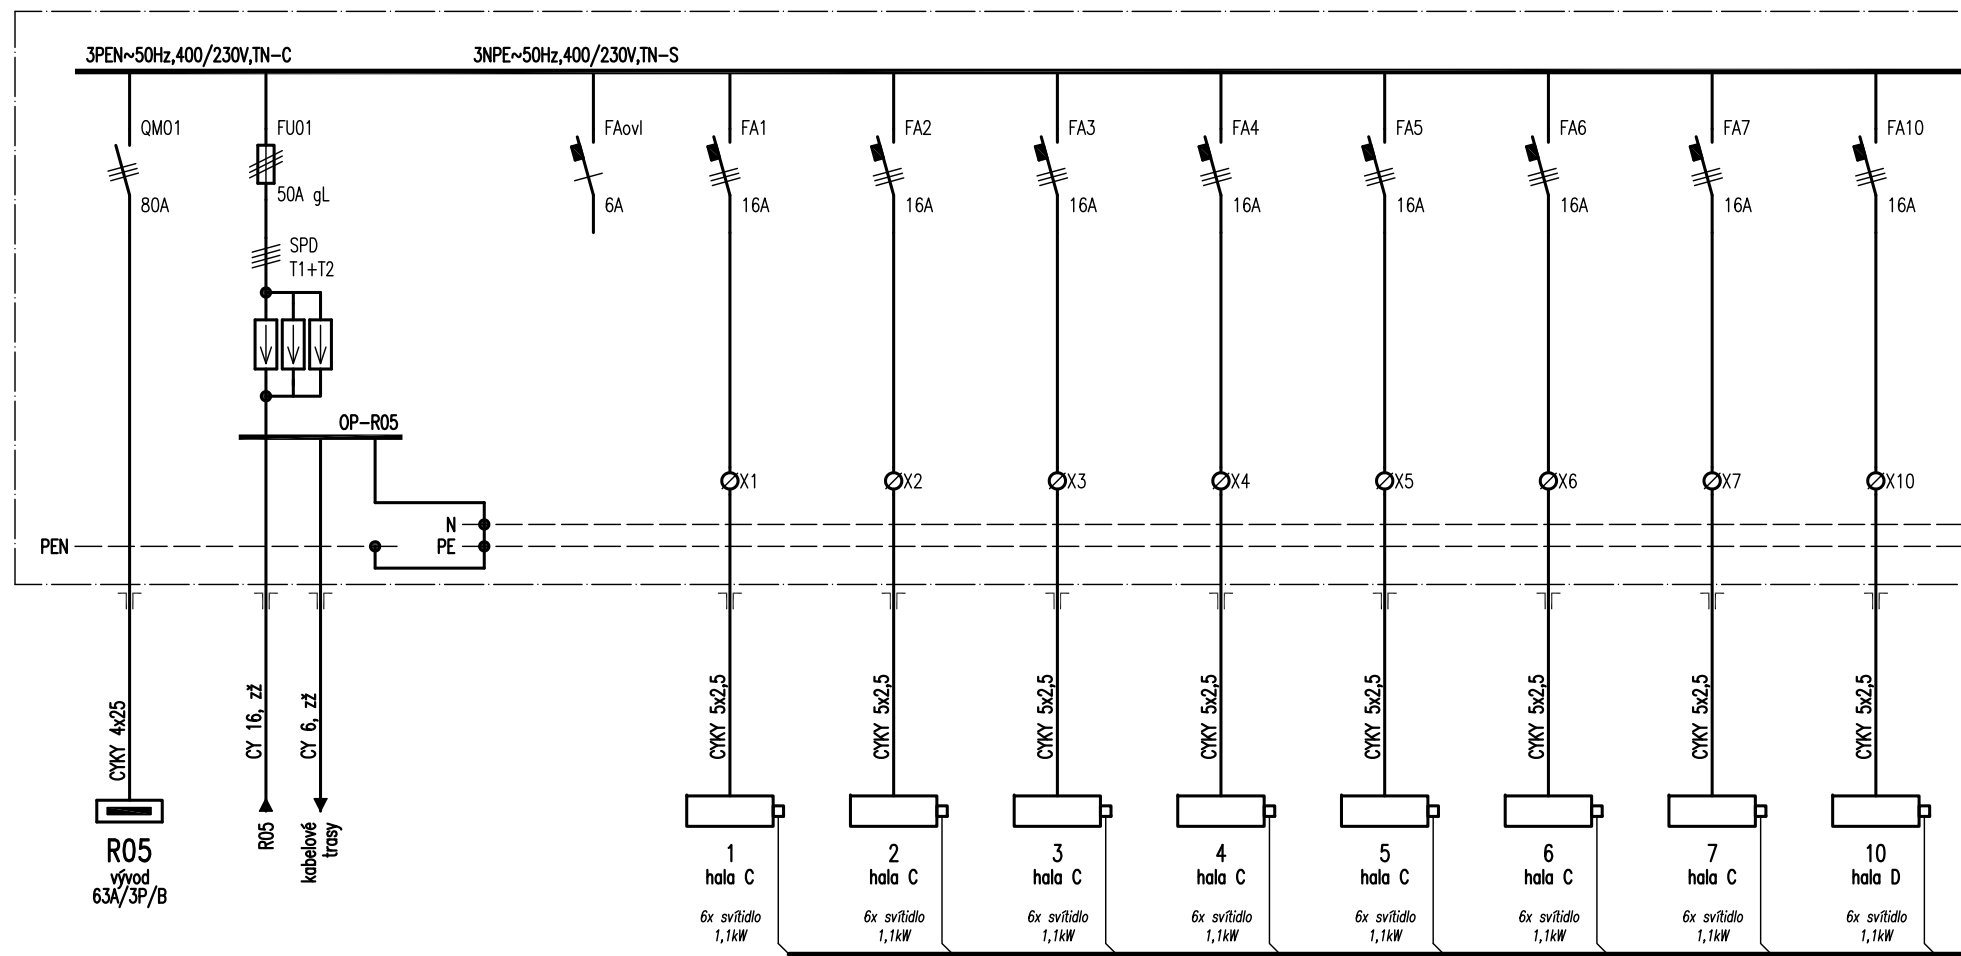 3PEN~50Hz,400/230V,TN-C
3NPE~50Hz,400/230V,TN-S
QM01
FU01
FAovl
FA1
FA2
FA3
FA4
FA5
FA6
FA7
FA10
80A
50A gL
6A
16A
16A
16A
16A
16A
16A
16A
16A
SPD
T1+T2
OP-R05
X1
X2
X3
X4
X5
X6
X7
X10
N
PEN
PE
CYKY 4x25
CY 16, zž
CY 6, zž
CYKY 5x2,5
CYKY 5x2,5
CYKY 5x2,5
CYKY 5x2,5
CYKY 5x2,5
CYKY 5x2,5
CYKY 5x2,5
CYKY 5x2,5
R05
vývod
63A/3P/B
R05
kabelové
trasy
1
hala C
6x svítidlo
1,1kW
2
hala C
6x svítidlo
1,1kW
3
hala C
6x svítidlo
1,1kW
4
hala C
6x svítidlo
1,1kW
5
hala C
6x svítidlo
1,1kW
6
hala C
6x svítidlo
1,1kW
7
hala C
6x svítidlo
1,1kW
10
hala D
6x svítidlo
1,1kW